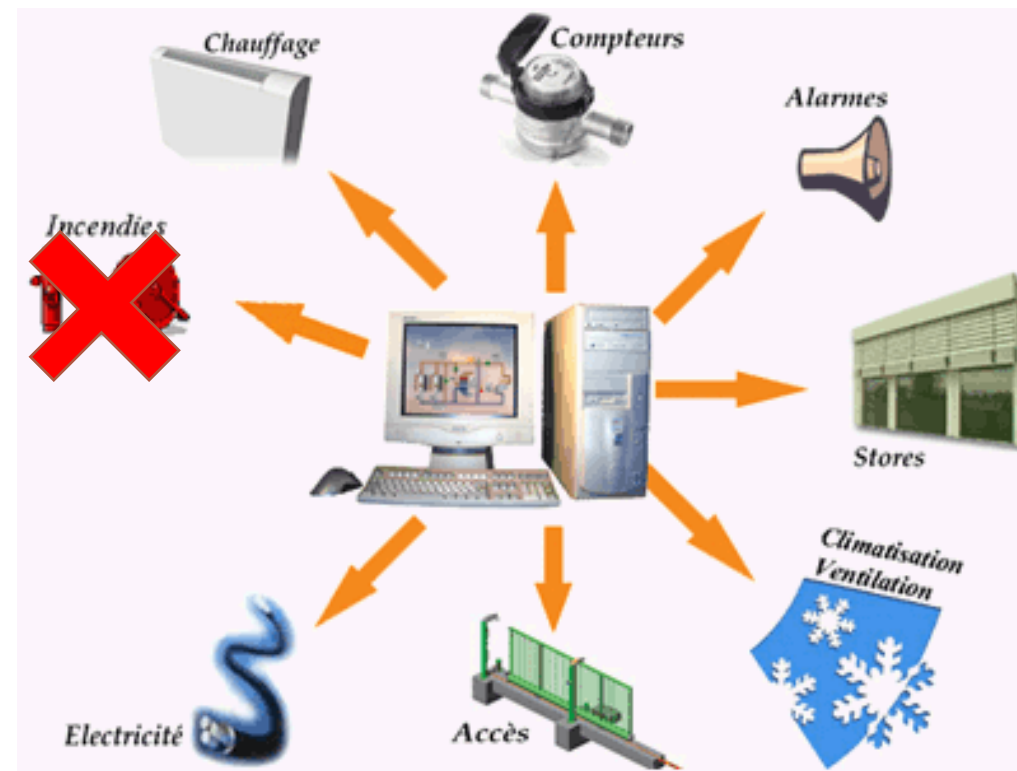 Chauffage
Compteurs
Alarmes
Incendies
Stores
Climatisation
Ventilation
Electricité
Accès